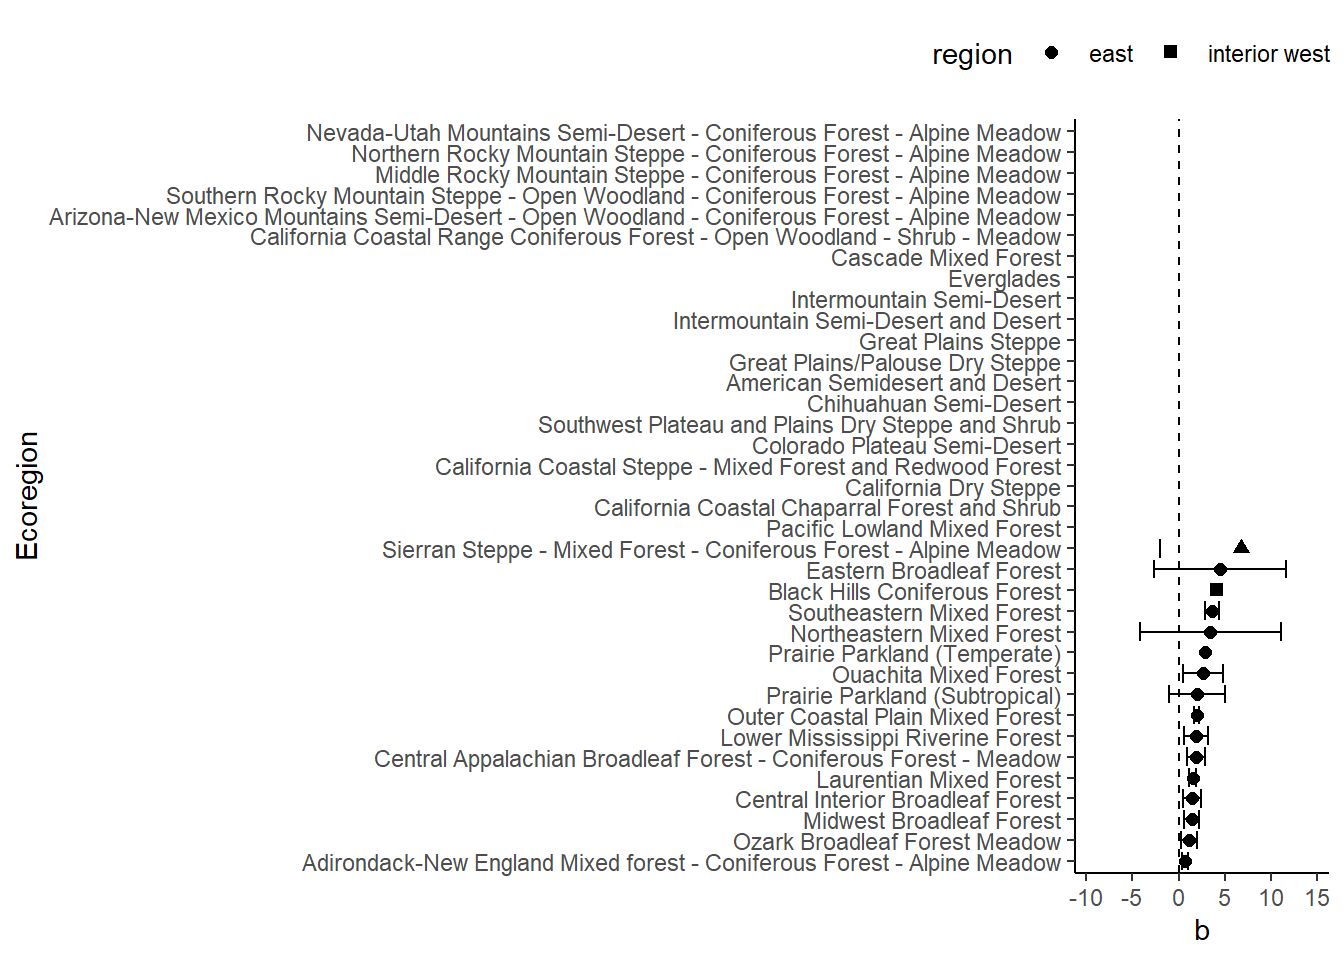 region east interior west
Nevada-Utah Mountains Semi-Desert - Coniferous Forest - Alpine Meadow
Northern Rocky Mountain Steppe - Coniferous Forest - Alpine Meadow
Middle Rocky Mountain Steppe - Coniferous Forest - Alpine Meadow
Southern Rocky Mountain Steppe - Open Woodland - Coniferous Forest - Alpine Meadow
Arizona-New Mexico Mountains Semi-Desert - Open Woodland - Coniferous Forest - Alpine Meadow
California Coastal Range Coniferous Forest - Open Woodland - Shrub - Meadow
Cascade Mixed Forest
Everglades
Intermountain Semi-Desert
Intermountain Semi-Desert and Desert
Great Plains Steppe
Great Plains/Palouse Dry Steppe
American Semidesert and Desert
Chihuahuan Semi-Desert
Southwest Plateau and Plains Dry Steppe and Shrub
Colorado Plateau Semi-Desert
California Coastal Steppe - Mixed Forest and Redwood Forest
California Dry Steppe
California Coastal Chaparral Forest and Shrub
Pacific Lowland Mixed Forest
Sierran Steppe - Mixed Forest - Coniferous Forest - Alpine Meadow
Eastern Broadleaf Forest
Black Hills Coniferous Forest
Southeastern Mixed Forest
Northeastern Mixed Forest
Prairie Parkland (Temperate)
Ouachita Mixed Forest
Prairie Parkland (Subtropical)
Outer Coastal Plain Mixed Forest
Lower Mississippi Riverine Forest
Central Appalachian Broadleaf Forest - Coniferous Forest - Meadow
Laurentian Mixed Forest
Central Interior Broadleaf Forest
Midwest Broadleaf Forest
Ozark Broadleaf Forest Meadow
Adirondack-New England Mixed forest - Coniferous Forest - Alpine Meadow
Ecoregion
-10 -5 0 5 10 15
b